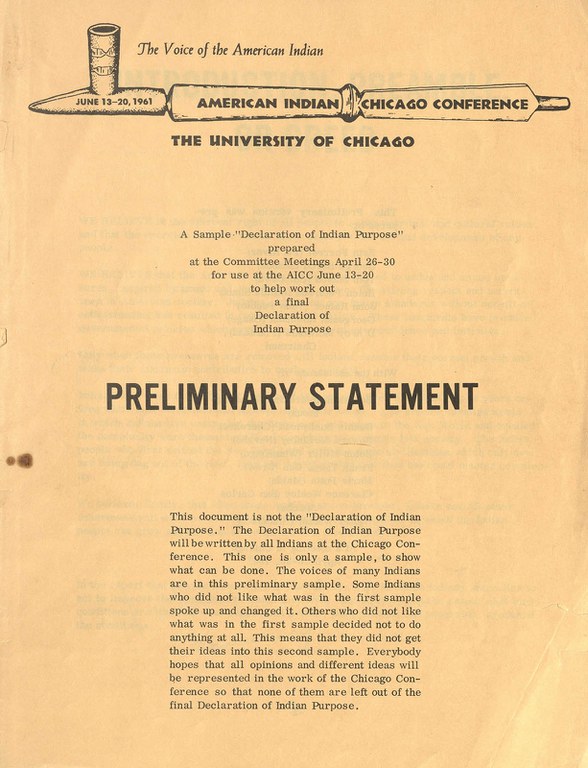 The Voice of the American Indian
JUNE 13-20, 1961
AMERICAN INDIAN CHICAGO CONFERENCE
THE UNIVERSITY OF CHICAGO
A Sample "Declaration of Indian Purpose"
prepared
at the Committee Meetings April 26-30
for use at the AICC June 13-20
to help work out
a final
Declaration of
Indian Purpose
PRELIMINARY STATEMENT
This document is not the "Declaration of Indian
Purpose." The Declaration of Indian Purpose
will be written by all Indians at the Chicago Con-
ference. This one is only a sample, to show
what can be done. The voices of many Indians
are in this preliminary sample. Some Indians
who did not like what was in the first sample
spoke up and changed it. Others who did not like
what was in the first sample decided not to do
anything at all. This means that they did not get
their ideas into this second sample. Everybody
hopes that all opinions and different ideas will
be represented in the work of the Chicago Con-
ference so that none of them are left out of the
final Declaration of Indian Purpose.